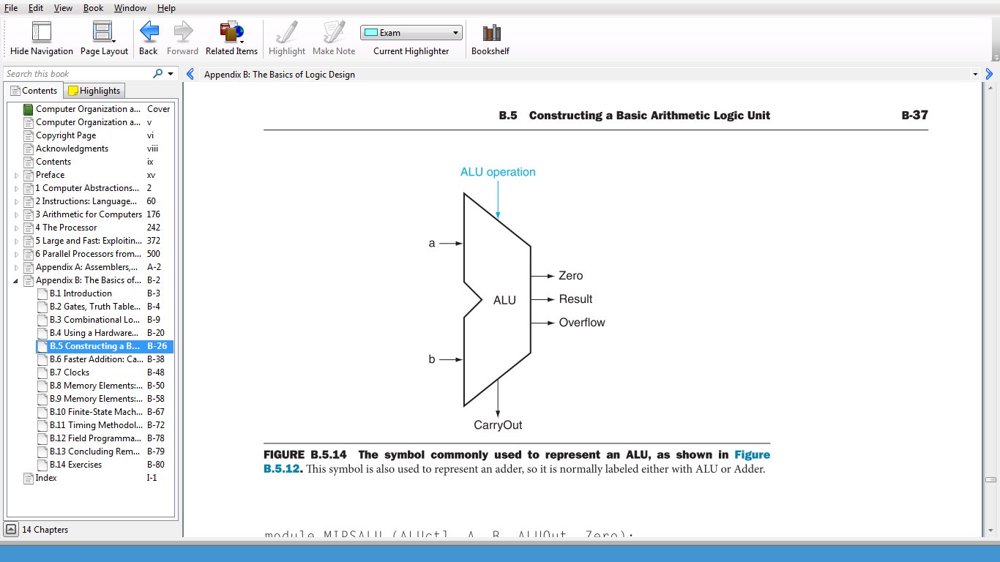 File Edit View Book Window Help
Hide Navigation Page Layout Back Forward Related Items Highlight Make Note Exam Current Highlighter Bookshelf
Search this book
Appendix B: The Basics of Logic Design
Contents Highlights
Computer Organization a... Cover
Computer Organization a... v
Copyright Page vi
Acknowledgments viii
Contents ix
Preface xv
1 Computer Abstractions... 2
2 Instructions: Language... 60
3 Arithmetic for Computers 176
4 The Processor 242
5 Large and Fast: Exploitin... 372
6 Parallel Processors from... 500
Appendix A: Assemblers,... A-2
Appendix B: The Basics of... B-2
B.1 Introduction B-3
B.2 Gates, Truth Table... B-4
B.3 Combinational Lo... B-9
B.4 Using a Hardware... B-20
B.5 Constructing a B... B-26
B.6 Faster Addition: Ca... B-38
B.7 Clocks B-48
B.8 Memory Elements:... B-50
B.9 Memory Elements:... B-58
B.10 Finite-State Mach... B-67
B.11 Timing Methodol... B-72
B.12 Field Programma... B-78
B.13 Concluding Rem... B-79
B.14 Exercises B-80
Index I-1
14 Chapters
B.5 Constructing a Basic Arithmetic Logic Unit B-37
ALU operation
a
Zero
ALU Result
Overflow
b
CarryOut
FIGURE B.5.14 The symbol commonly used to represent an ALU, as shown in Figure
B.5.12. This symbol is also used to represent an adder, so it is normally labeled either with ALU or Adder.
module MIPSALU (ALUctl, A, B, ALUOut, Zero);